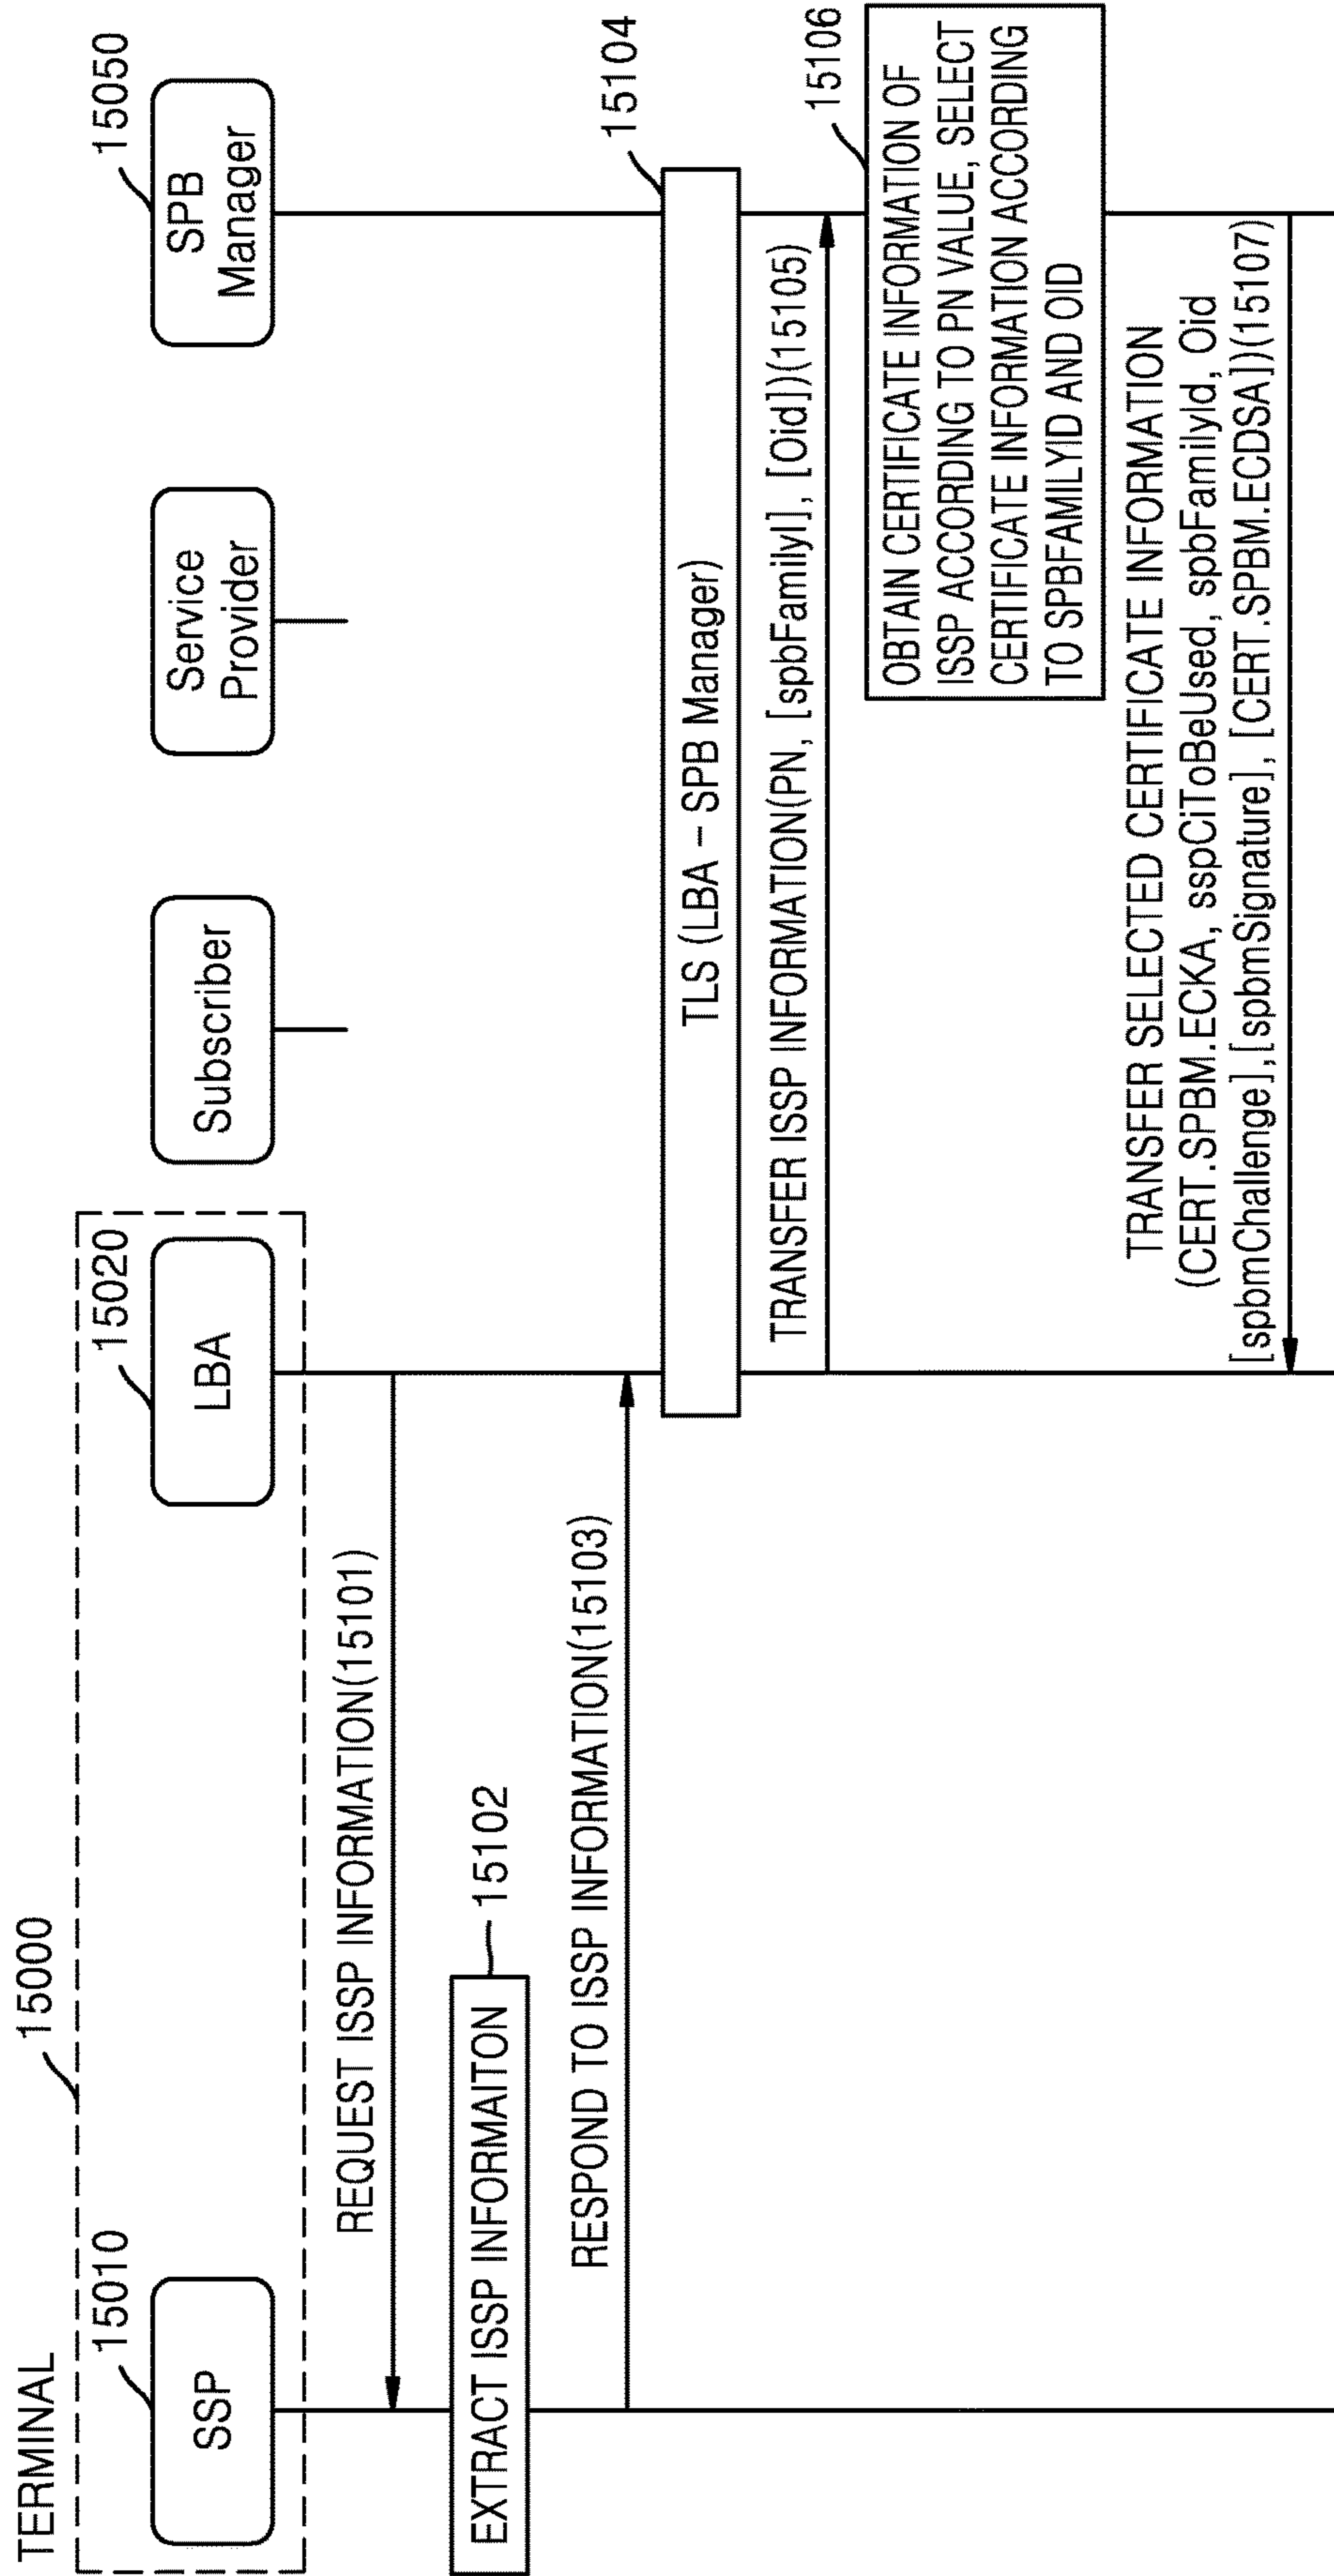 TERMINAL
15000
15010
SSP
15020
LBA
Subscriber
Service
Provider
15050
SPB
Manager
REQUEST ISSP INFORMATION(15101)
EXTRACT ISSP INFORMAITON
15102
RESPOND TO ISSP INFORMATION(15103)
TLS (LBA – SPB Manager)
15104
TRANSFER ISSP INFORMATION(PN, [spbFamilyI], [Oid])(15105)
15106
OBTAIN CERTIFICATE INFORMATION OF
ISSP ACCORDING TO PN VALUE, SELECT
CERTIFICATE INFORMATION ACCORDING
TO SPBFAMILYID AND OID
TRANSFER SELECTED CERTIFICATE INFORMATION
(CERT.SPBM.ECKA, sspCiToBeUsed, spbFamilyId, Oid
[spbmChallenge],[spbmSignature], [CERT.SPBM.ECDSA])(15107)